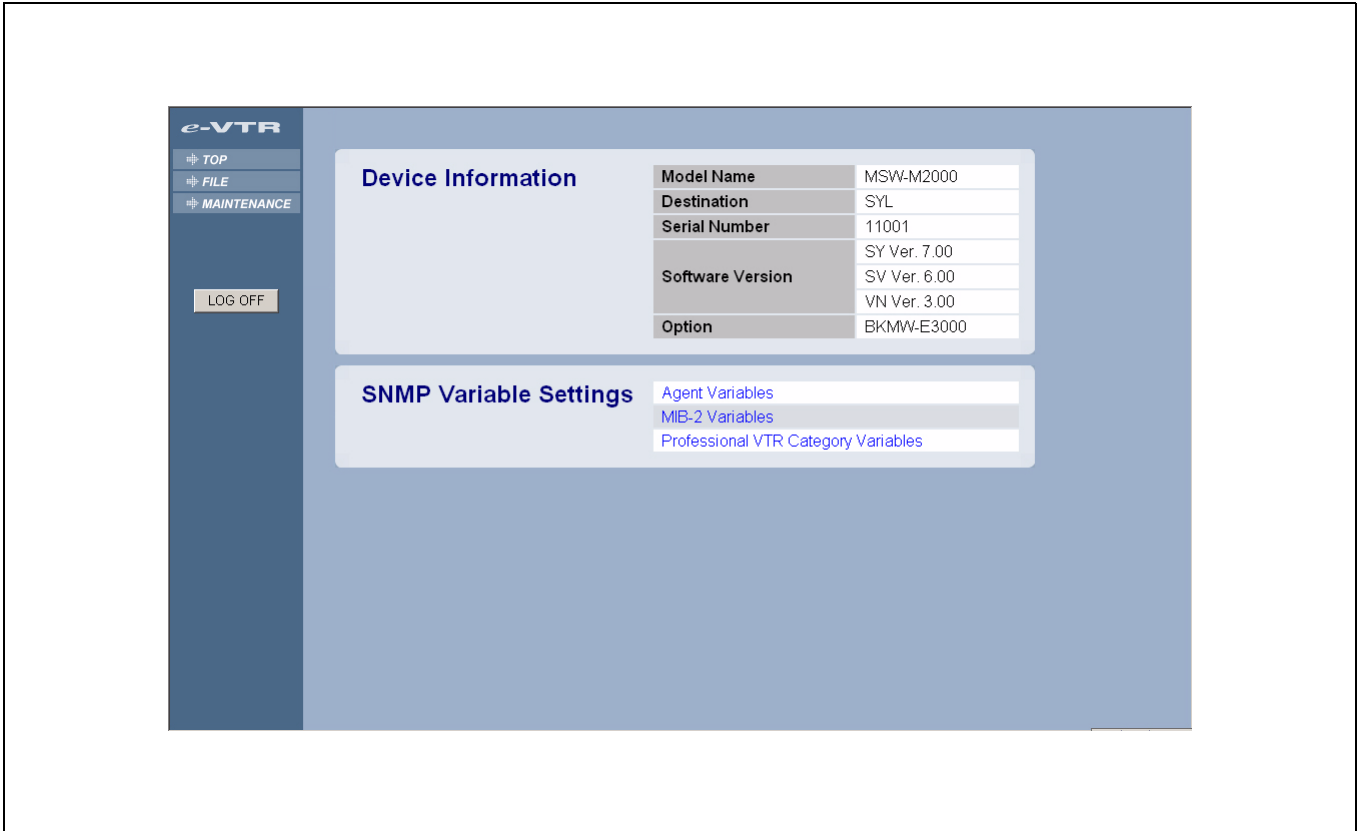 e-VTR
TOP
FILE
MAINTENANCE
LOG OFF
Device Information
Model Name MSW-M2000
Destination SYL
Serial Number 11001
Software Version SY Ver. 7.00
SV Ver. 6.00
VN Ver. 3.00
Option BKMW-E3000
SNMP Variable Settings
Agent Variables
MIB-2 Variables
Professional VTR Category Variables